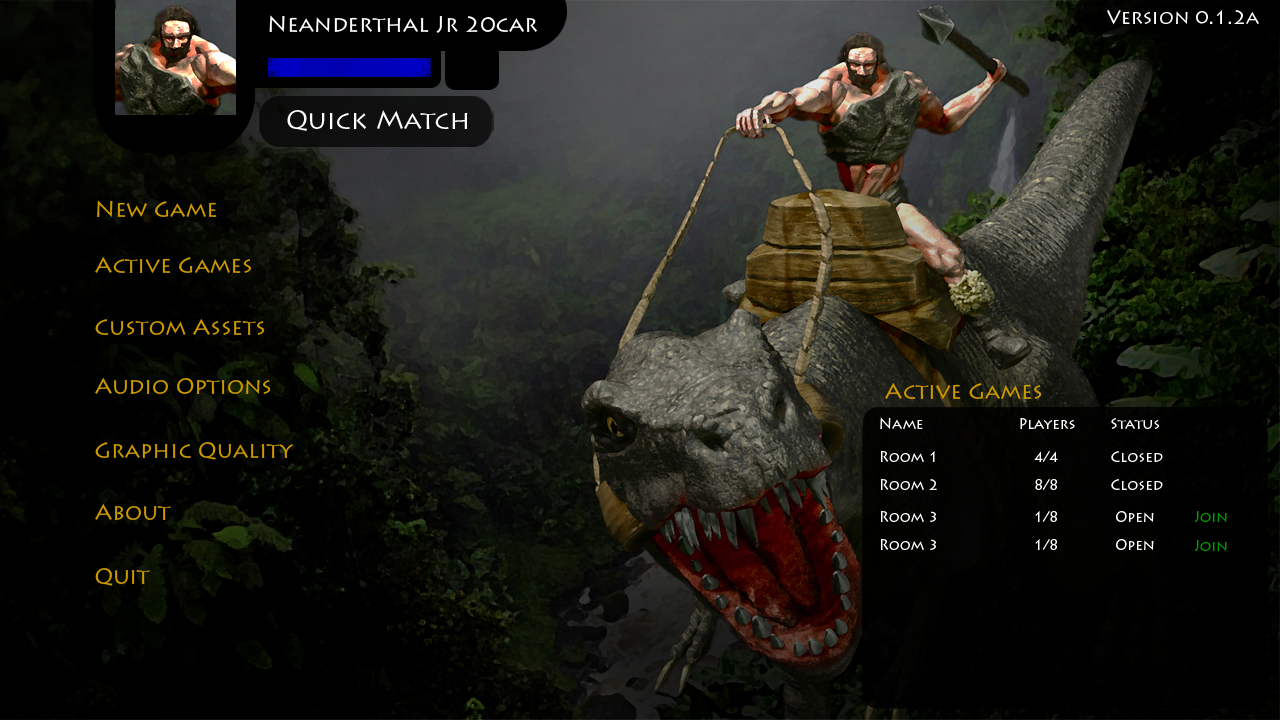 Neanderthal Jr 20car
Version 0.1.2a
Quick Match
New Game
Active Games
Custom Assets
Audio Options
Graphic Quality
About
Quit
Active Games
Name Players Status
Room 1 4/4 Closed
Room 2 8/8 Closed
Room 3 1/8 Open Join
Room 3 1/8 Open Join